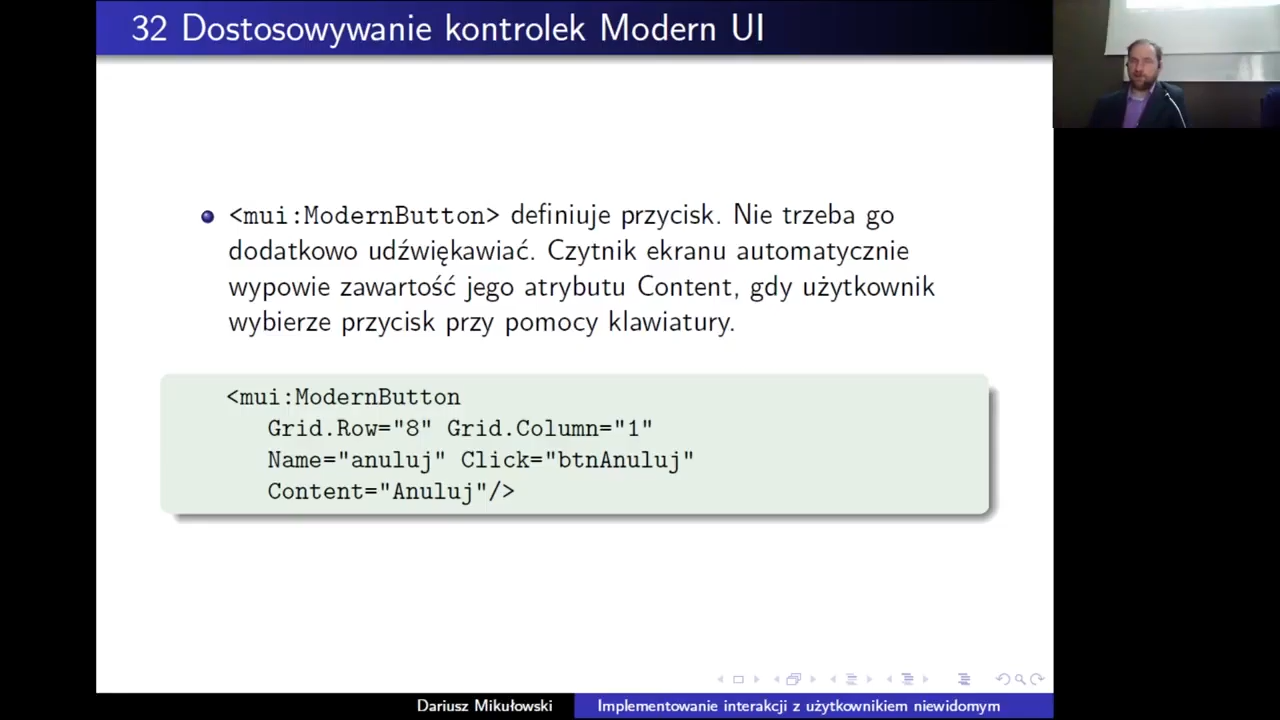 32 Dostosowywanie kontrolek Modern UI
<mui:ModernButton> definiuje przycisk. Nie trzeba go
dodatkowo udźwiękawiać. Czytnik ekranu automatycznie
wypowie zawartość jego atrybutu Content, gdy użytkownik
wybierze przycisk przy pomocy klawiatury.
<mui:ModernButton
Grid.Row="8" Grid.Column="1"
Name="anuluj" Click="btnAnuluj"
Content="Anuluj"/>
Dariusz Mikułowski
Implementowanie interakcji z użytkownikiem niewidomym